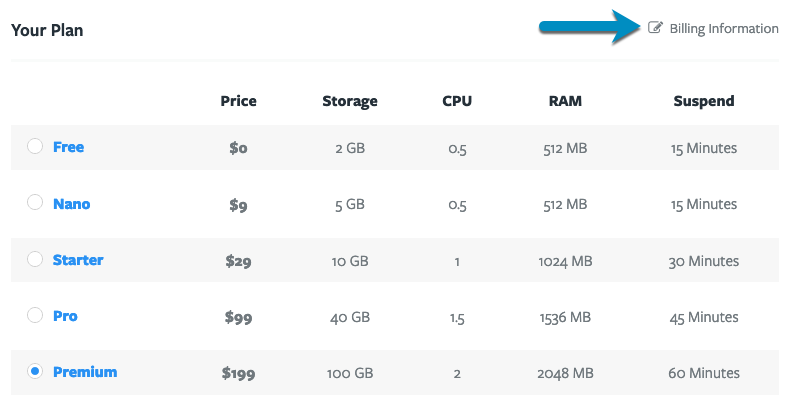 Your Plan Billing Information
Price Storage CPU RAM Suspend
Free $0 2 GB 0.5 512 MB 15 Minutes
Nano $9 5 GB 0.5 512 MB 15 Minutes
Starter $29 10 GB 1 1024 MB 30 Minutes
Pro $99 40 GB 1.5 1536 MB 45 Minutes
Premium $199 100 GB 2 2048 MB 60 Minutes